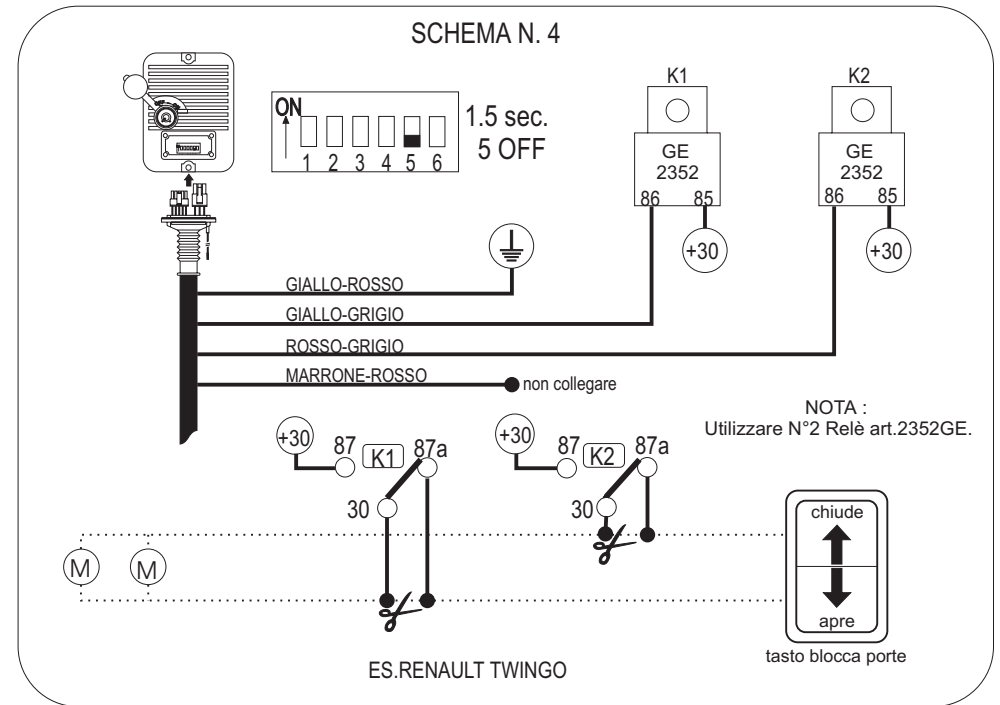 SCHEMA N. 4
ON
1 2 3 4 5 6
1.5 sec.
5 OFF
K1
GE
2352
86 85
+30
K2
GE
2352
86 85
+30
GIALLO-ROSSO
GIALLO-GRIGIO
ROSSO-GRIGIO
MARRONE-ROSSO
non collegare
NOTA :
Utilizzare N°2 Relè art.2352GE.
+30
87 K1 87a
30
+30
87 K2 87a
30
M M
chiude
apre
tasto blocca porte
ES.RENAULT TWINGO